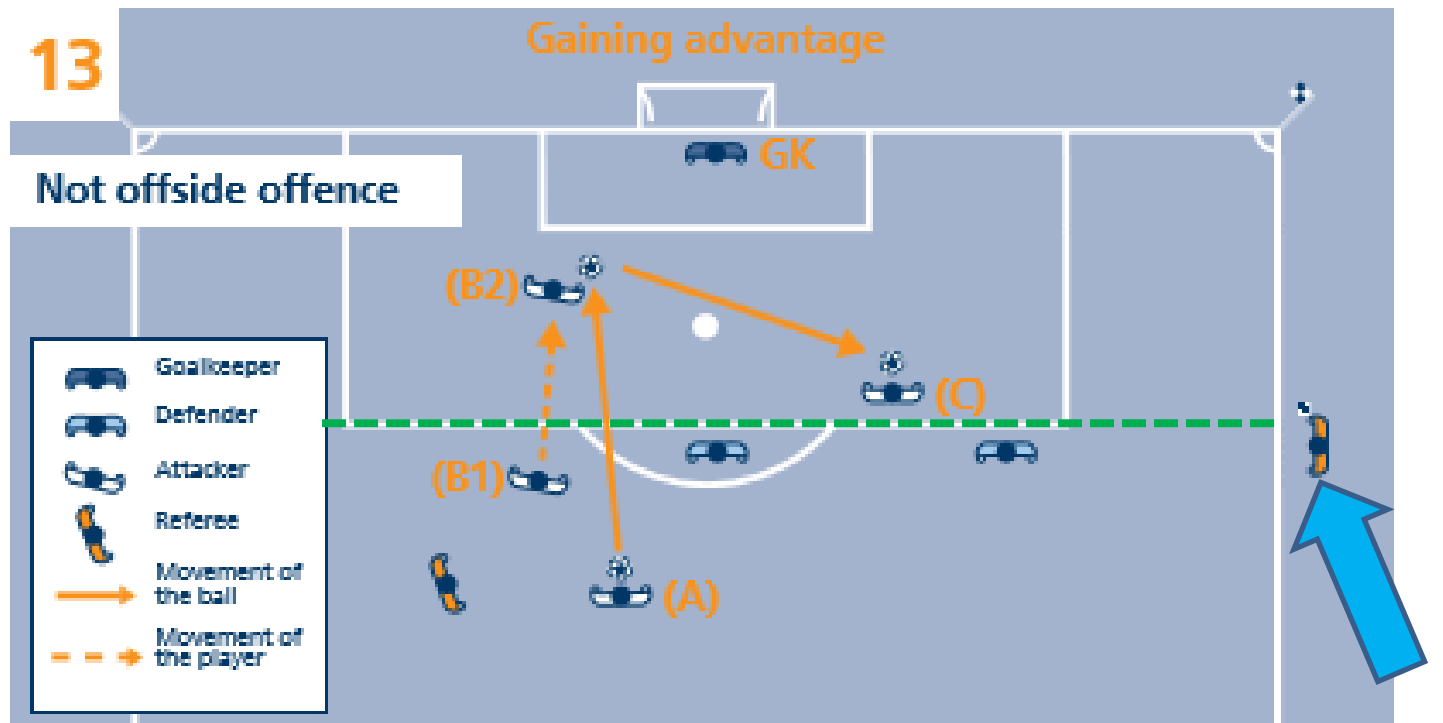 13
Gaining advantage
GK
Not offside offence
(B2)
(C)
(B1)
(A)
Goalkeeper
Defender
Attacker
Referee
Movement of
the ball
Movement of
the player